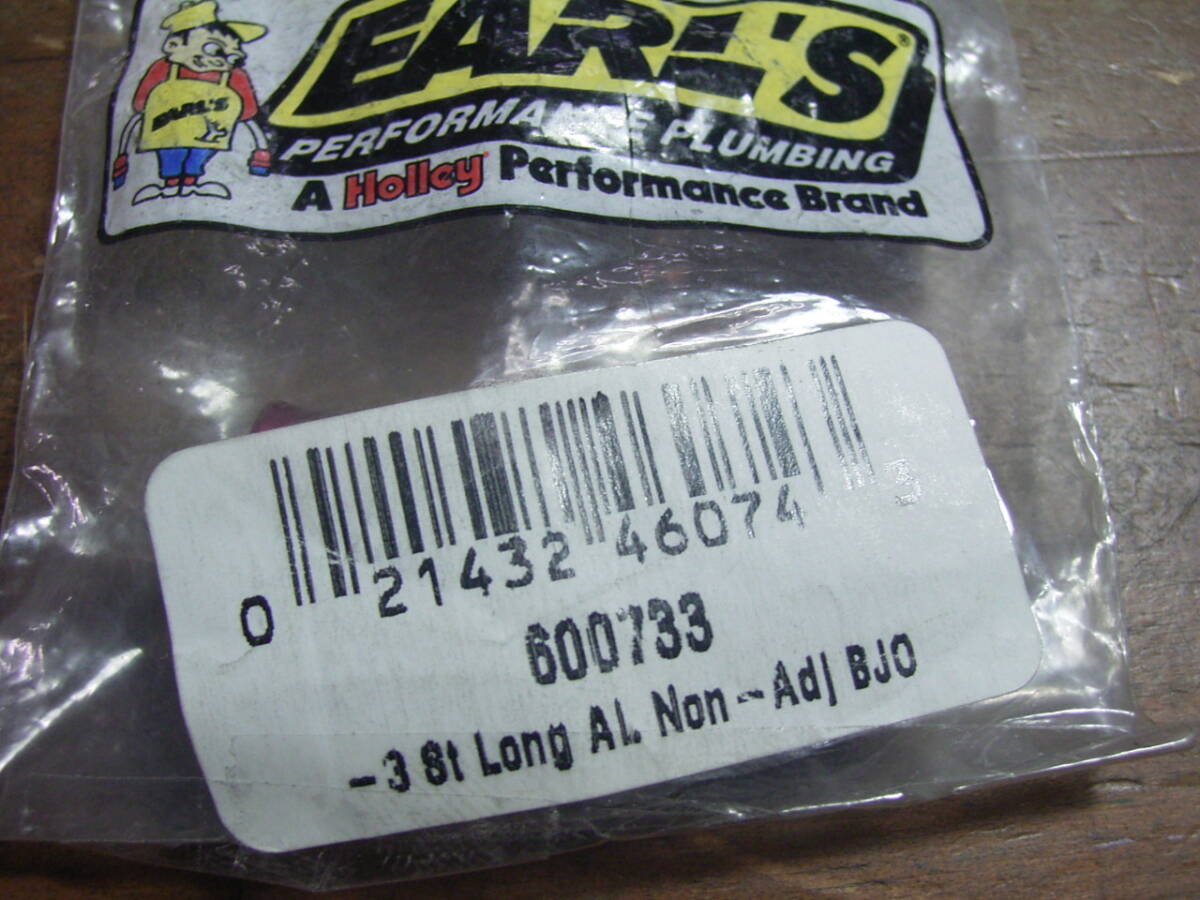 EARL'S®
EARL'S
PERFORMANCE PLUMBING
A Holley Performance Brand
0 21432 46074 3
600733
-3 St Long AL Non-Adj BJO